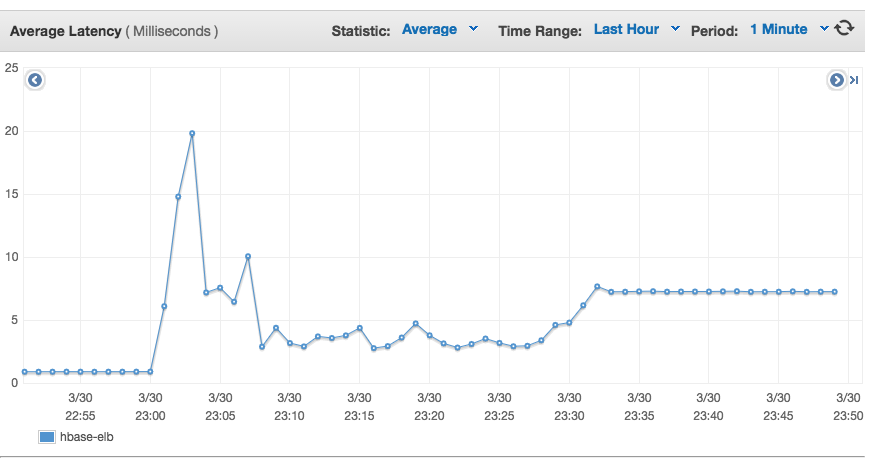 Average Latency ( Milliseconds ) Statistic: Average Time Range: Last Hour Period: 1 Minute
25
20
15
10
5
0
3/30 3/30 3/30 3/30 3/30 3/30 3/30 3/30 3/30 3/30 3/30 3/30
22:55 23:00 23:05 23:10 23:15 23:20 23:25 23:30 23:35 23:40 23:45 23:50
hbase-elb